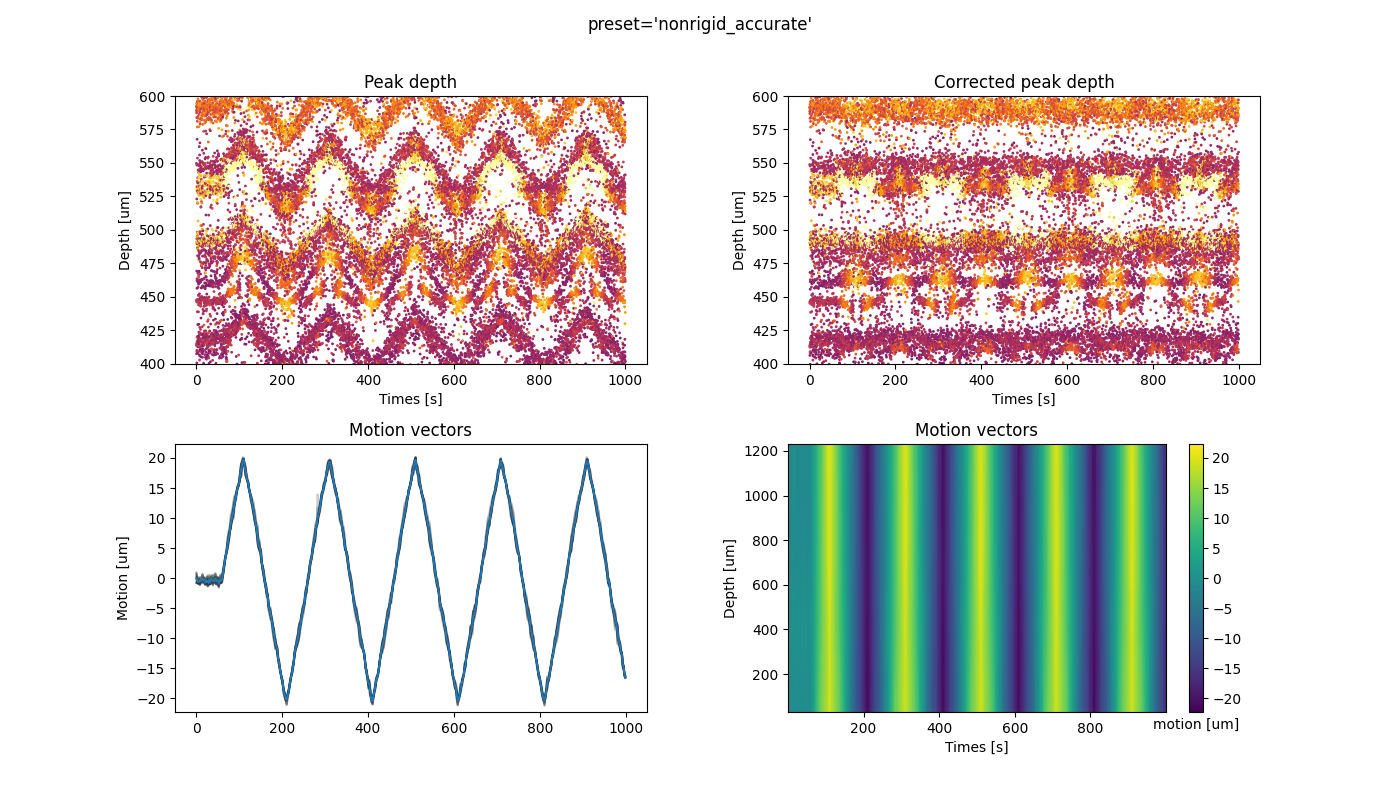 preset='nonrigid_accurate'
Peak depth
600
575
550
525
500
475
450
425
400
Depth [um]
0 200 400 600 800 1000
Times [s]
Corrected peak depth
600
575
550
525
500
475
450
425
400
Depth [um]
0 200 400 600 800 1000
Times [s]
Motion vectors
20
15
10
5
0
−5
−10
−15
−20
Motion [um]
0 200 400 600 800 1000
Motion vectors
1200
1000
800
600
400
200
Depth [um]
200 400 600 800
Times [s]
20
15
10
5
0
−5
−10
−15
−20
motion [um]